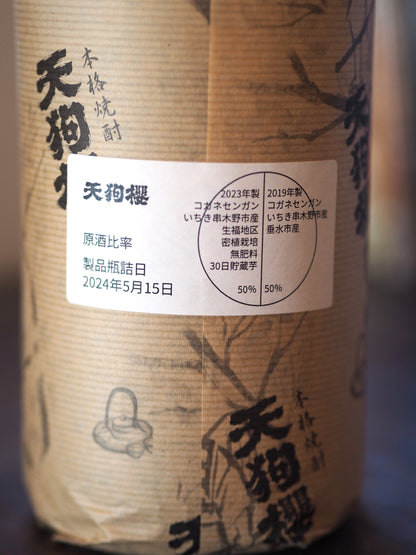 本格焼酎
天狗櫻
天狗櫻
原酒比率
製品瓶詰日
2024年5月15日
2023年製
コガネセンガン
いちき串木野市産
生福地区
密植栽培
無肥料
30日貯蔵芋
50%
2019年製
コガネセンガン
いちき串木野市産
垂水市産
50%
天狗
本格焼酎
天狗櫻
天